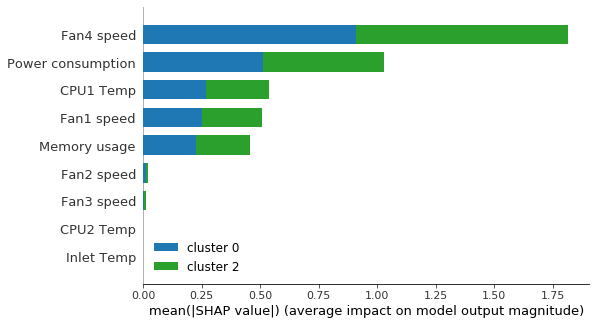 Fan4 speed
Power consumption
CPU1 Temp
Fan1 speed
Memory usage
Fan2 speed
Fan3 speed
CPU2 Temp
Inlet Temp
cluster 0
cluster 2
0.00 0.25 0.50 0.75 1.00 1.25 1.50 1.75
mean(|SHAP value|) (average impact on model output magnitude)